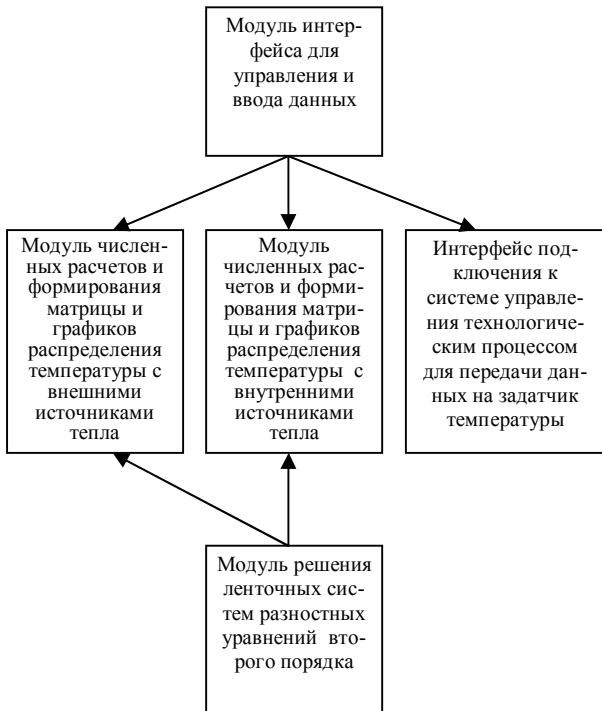 Модуль интер-
фейса для
управления и
ввода данных
Модуль числен-
ных расчетов и
формирования
матрицы и
графиков
распределения
температуры с
внешними
источниками
тепла
Модуль
численных рас-
четов и форми-
рования матри-
цы и графиков
распределения
температуры с
внутренними
источниками
тепла
Интерфейс под-
ключения к
системе управле-
ния технологиче-
ским процессом
для передачи дан-
ных на задатчик
температуры
Модуль решения
ленточных сис-
тем разностных
уравнений вто-
рого порядка